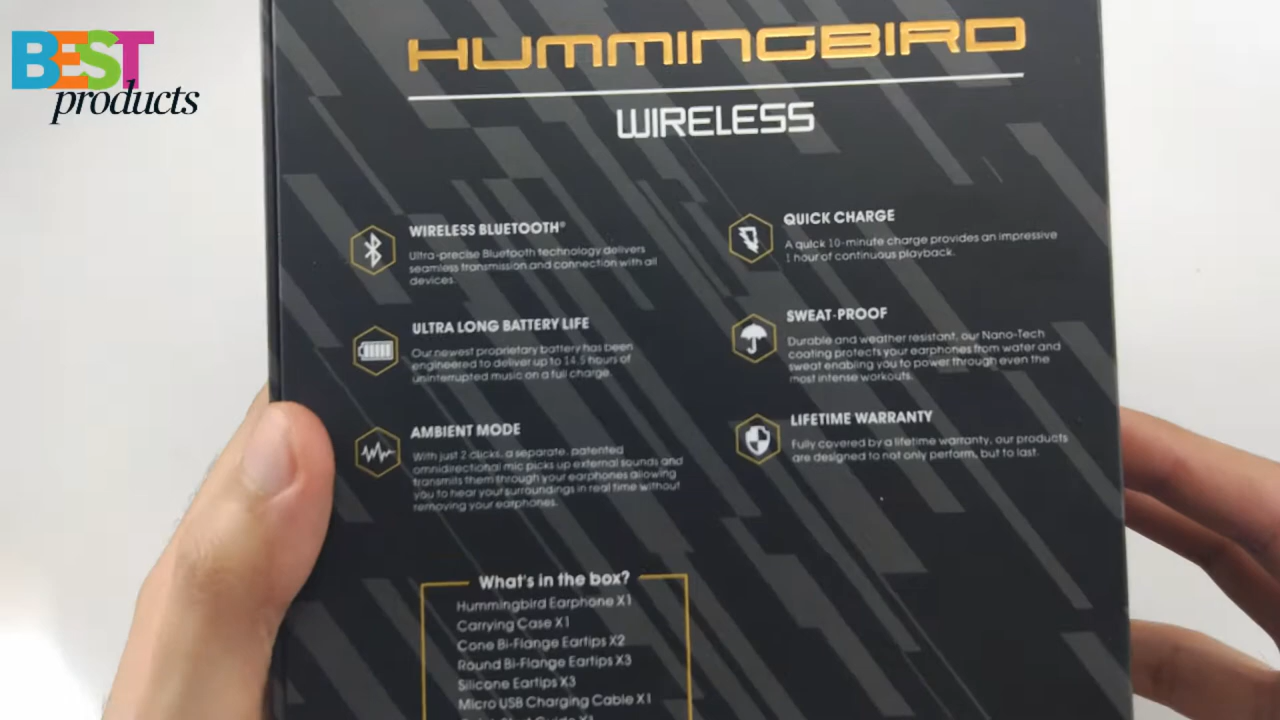 BEST
products
HUMMINGBIRD
WIRELESS
WIRELESS BLUETOOTH®
Ultra-precise Bluetooth technology delivers
seamless transmission and connection with all
devices.
ULTRA LONG BATTERY LIFE
Our newest proprietary battery has been
engineered to deliver up to 14.5 hours of
uninterrupted music on a full charge.
AMBIENT MODE
With just 2 clicks, a separate, patented
omnidirectional mic picks up external sounds and
transmits them through your earphones allowing
you to hear your surroundings in real time without
removing your earphones.
QUICK CHARGE
A quick 10-minute charge provides an impressive
1 hour of continuous playback.
SWEAT-PROOF
Durable and weather resistant, our Nano-Tech
coating protects your earphones from water and
sweat enabling you to power through even the
most intense workouts.
LIFETIME WARRANTY
Fully covered by a lifetime warranty, our products
are designed to not only perform, but to last.
What's in the box?
Hummingbird Earphone X1
Carrying Case X1
Cone Bi-Flange Eartips X2
Round Bi-Flange Eartips X3
Silicone Eartips X3
Micro USB Charging Cable X1